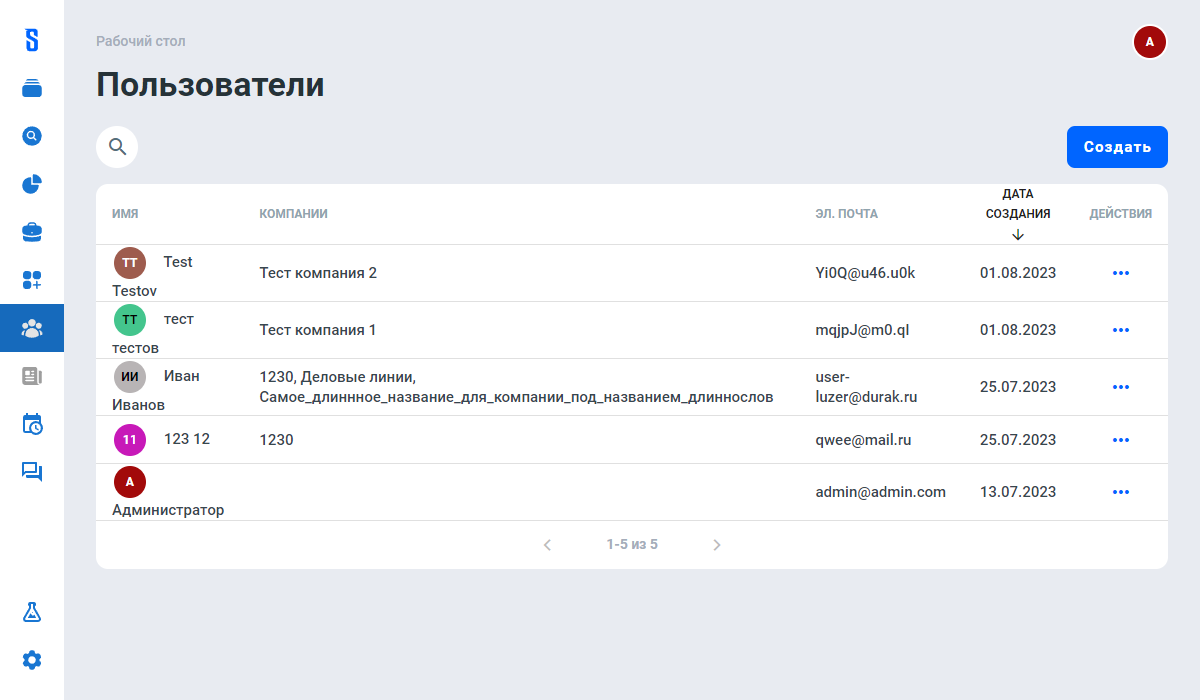 Рабочий стол
А
Пользователи
Создать
ИМЯ
КОМПАНИИ
ЭЛ. ПОЧТА
ДАТА
СОЗДАНИЯ
ДЕЙСТВИЯ
TT Test
Testov
Тест компания 2
Yi0Q@u46.u0k
01.08.2023
ТТ тест
тестов
Тест компания 1
mqjpJ@m0.ql
01.08.2023
ИИ Иван
Иванов
1230, Деловые линии,
Самое_длиннное_название_для_компании_под_названием_длиннослов
user-
luzer@durak.ru
25.07.2023
11 123 12
1230
qwee@mail.ru
25.07.2023
А
Администратор
admin@admin.com
13.07.2023
1-5 из 5